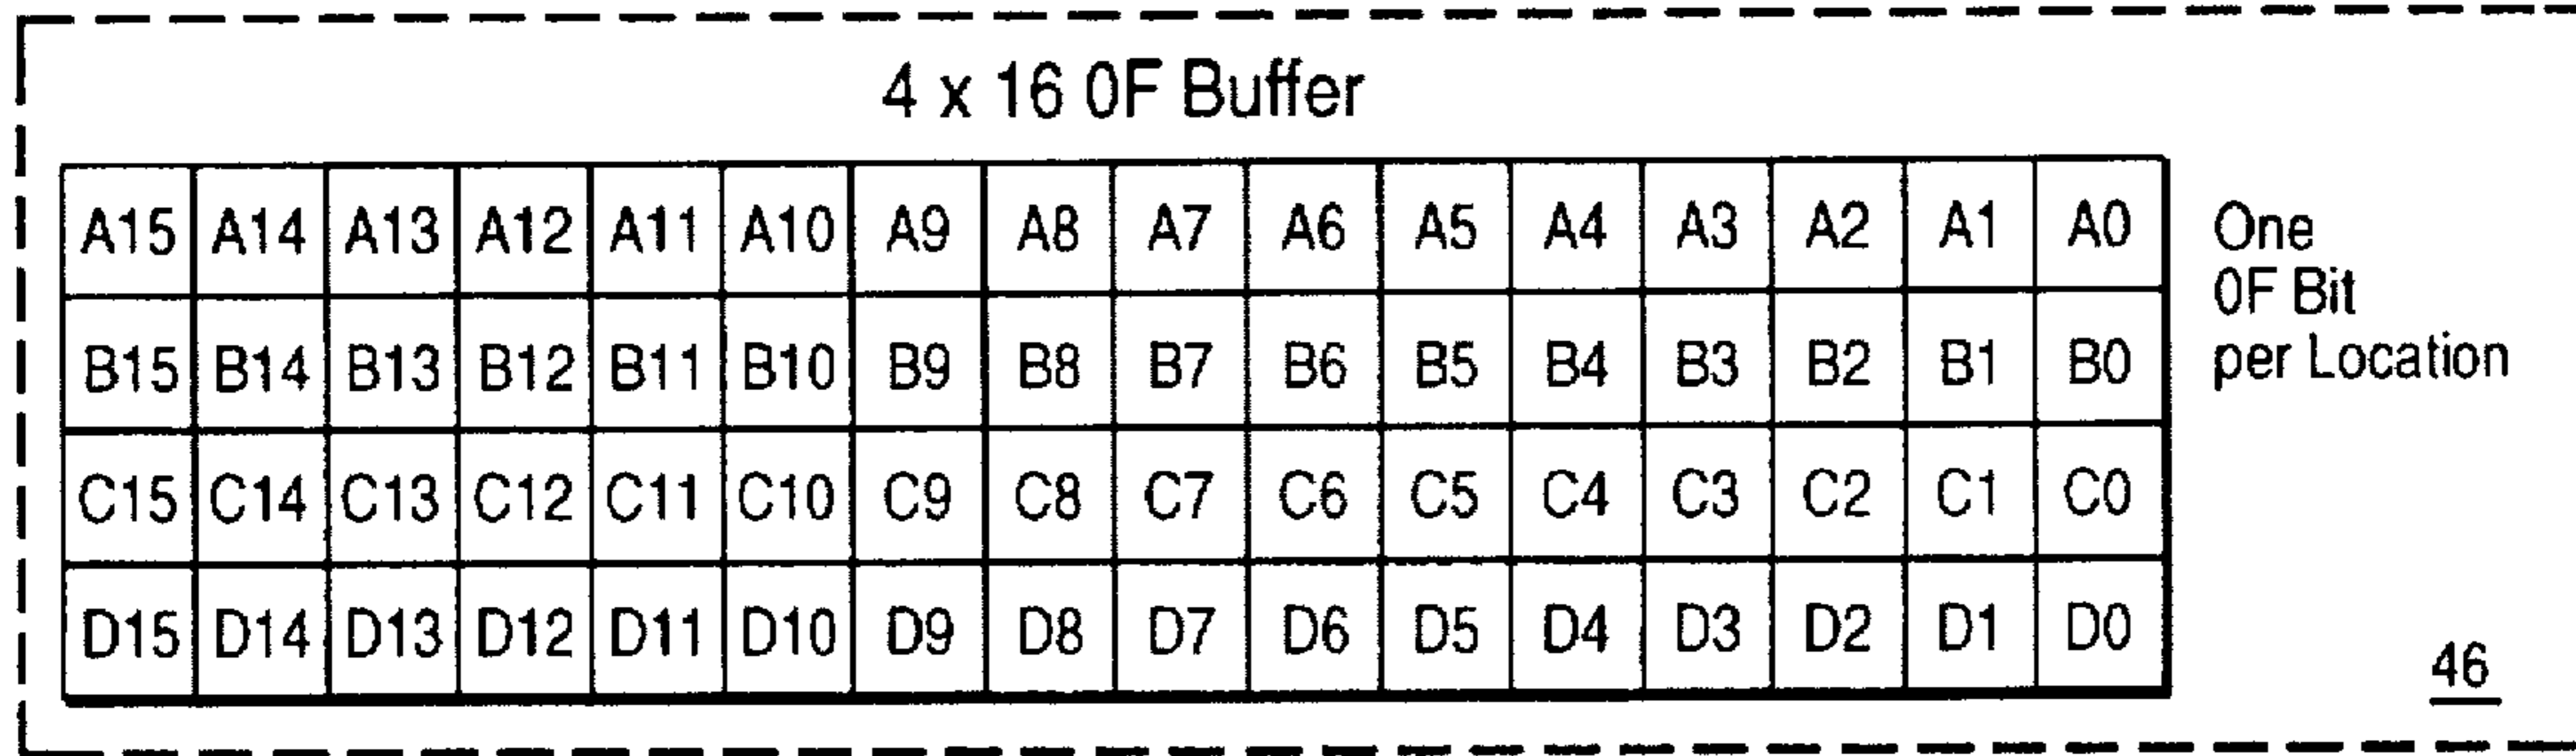 4 x 16 0F Buffer
A15 A14 A13 A12 A11 A10 A9 A8 A7 A6 A5 A4 A3 A2 A1 A0
B15 B14 B13 B12 B11 B10 B9 B8 B7 B6 B5 B4 B3 B2 B1 B0
C15 C14 C13 C12 C11 C10 C9 C8 C7 C6 C5 C4 C3 C2 C1 C0
D15 D14 D13 D12 D11 D10 D9 D8 D7 D6 D5 D4 D3 D2 D1 D0
One
0F Bit
per Location
46